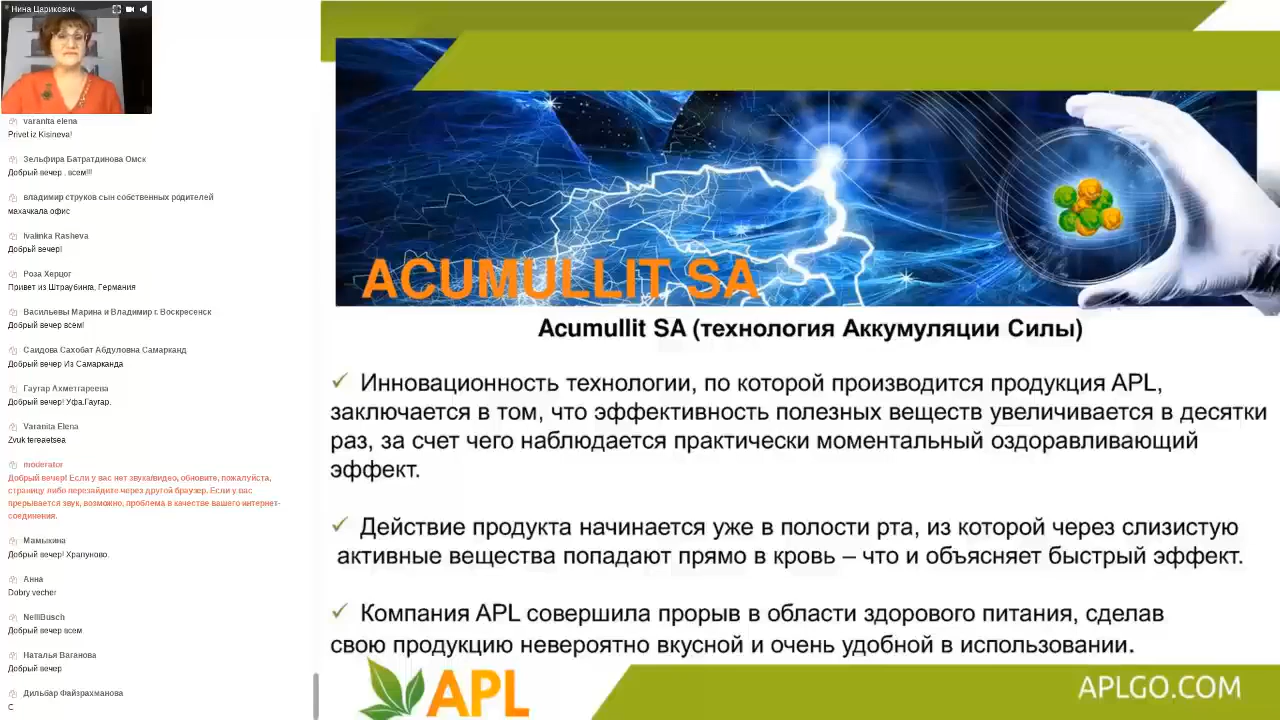 Нина Царикович
varanita elena
Privet iz Kisineva!
Зельфира Батратдинова Омск
Добрый вечер . всем!!!
владимир струков сын собственных родителей
махачкала офис
Ivalinka Rasheva
Добрый вечер!
Роза Херцог
Привет из Штраубинга, Германия
Васильевы Марина и Владимир г. Воскресенск
Добрый вечер всем!
Саидова Сахобат Абдуловна Самарканд
Добрый вечер Из Самарканда
Гаугар Ахметгареева
Добрый вечер! Уфа.Гаугар.
Varanita Elena
Zvuk tereaetsea
moderator
Добрый вечер! Если у вас нет звука/видео, обновите, пожалуйста,
страницу либо перезайдите через другой браузер. Если у вас
прерывается звук, возможно, проблема в качестве вашего интернет-
соединения.
Мамыкина
Добрый вечер! Храпуново.
Анна
Dobry vecher
NelliBusch
Добрый вечер всем.
Наталья Ваганова
Добрый вечер
Дильбар Файзрахманова
С
ACUMULLIT SA
Acumullit SA (технология Аккумуляции Силы)
✓ Инновационность технологии, по которой производится продукция APL,
заключается в том, что эффективность полезных веществ увеличивается в десятки
раз, за счет чего наблюдается практически моментальный оздоравливающий
эффект.
✓ Действие продукта начинается уже в полости рта, из которой через слизистую
активные вещества попадают прямо в кровь – что и объясняет быстрый эффект.
✓ Компания APL совершила прорыв в области здорового питания, сделав
свою продукцию невероятно вкусной и очень удобной в использовании.
APL
APLGO.COM